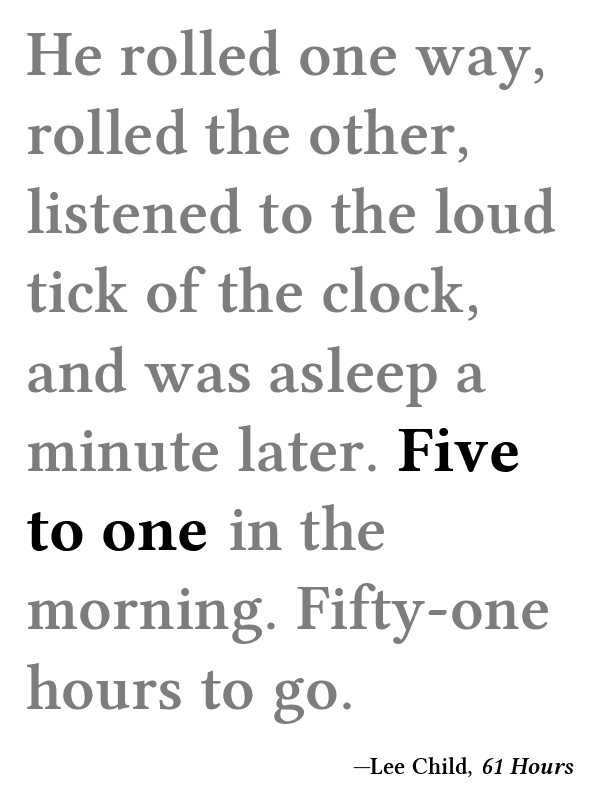 He rolled one way,
rolled the other,
listened to the loud
tick of the clock,
and was asleep a
minute later. Five
to one in the
morning. Fifty-one
hours to go.
—Lee Child, 61 Hours